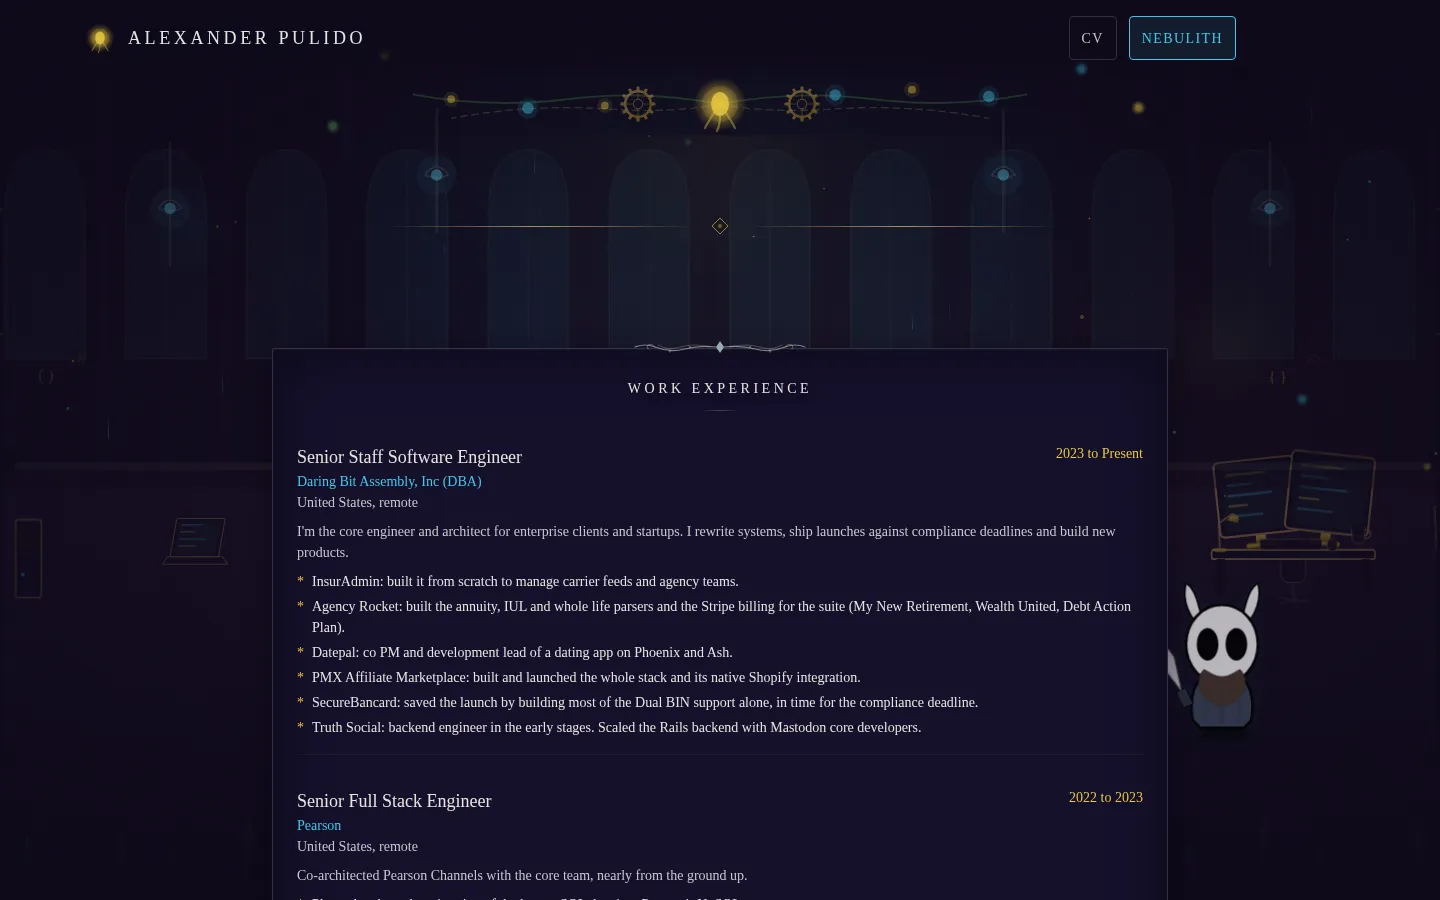 ALEXANDER PULIDO
CV
NEBULITH
WORK EXPERIENCE
Senior Staff Software Engineer
2023 to Present
Daring Bit Assembly, Inc (DBA)
United States, remote
I'm the core engineer and architect for enterprise clients and startups. I rewrite systems, ship launches against compliance deadlines and build new
products.
* InsurAdmin: built it from scratch to manage carrier feeds and agency teams.
* Agency Rocket: built the annuity, IUL and whole life parsers and the Stripe billing for the suite (My New Retirement, Wealth United, Debt Action
Plan).
* Datepal: co PM and development lead of a dating app on Phoenix and Ash.
* PMX Affiliate Marketplace: built and launched the whole stack and its native Shopify integration.
* SecureBancard: saved the launch by building most of the Dual BIN support alone, in time for the compliance deadline.
* Truth Social: backend engineer in the early stages. Scaled the Rails backend with Mastodon core developers.
Senior Full Stack Engineer
2022 to 2023
Pearson
United States, remote
Co-architected Pearson Channels with the core team, nearly from the ground up.